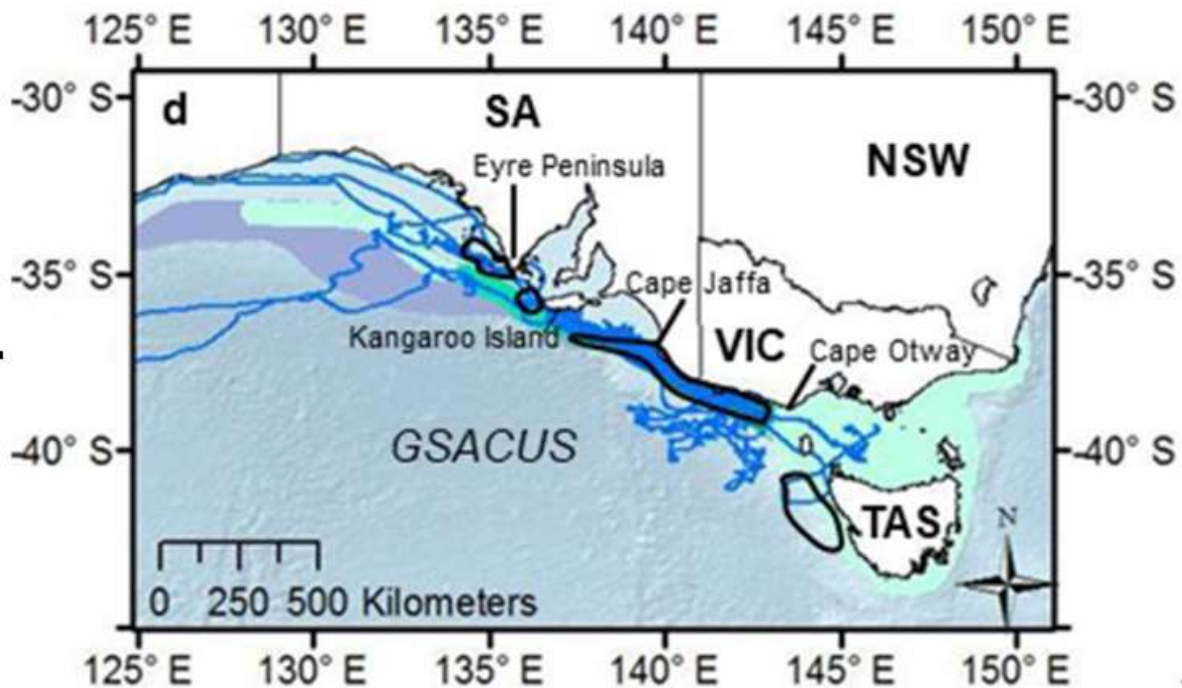 125° E 130° E 135° E 140° E 145° E 150° E
-30° S -30° S
d SA
Eyre Peninsula
NSW
-35° S -35° S
Cape Jaffa
Kangaroo Island VIC Cape Otway
-40° S GSACUS -40° S
TAS
N
0 250 500 Kilometers
125° E 130° E 135° E 140° E 145° E 150° E